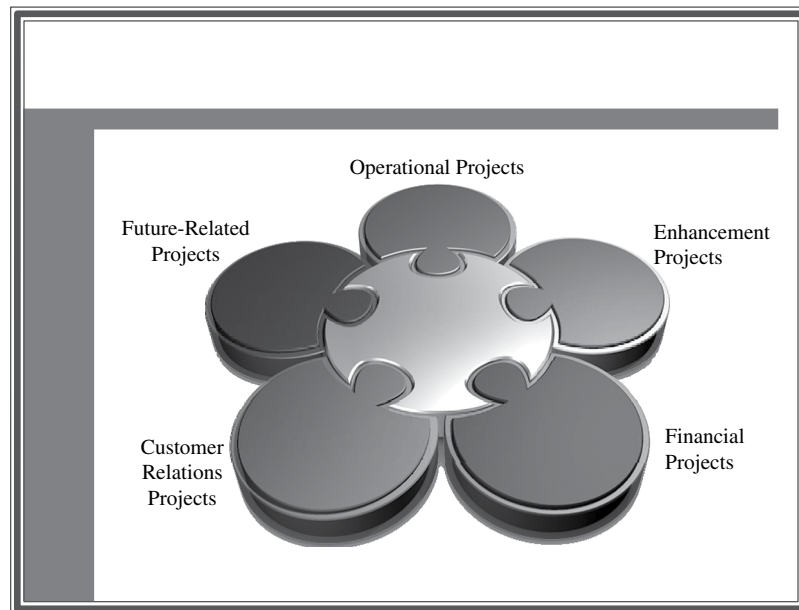 Operational Projects
Future-Related
Projects
Enhancement
Projects
Customer
Relations
Projects
Financial
Projects